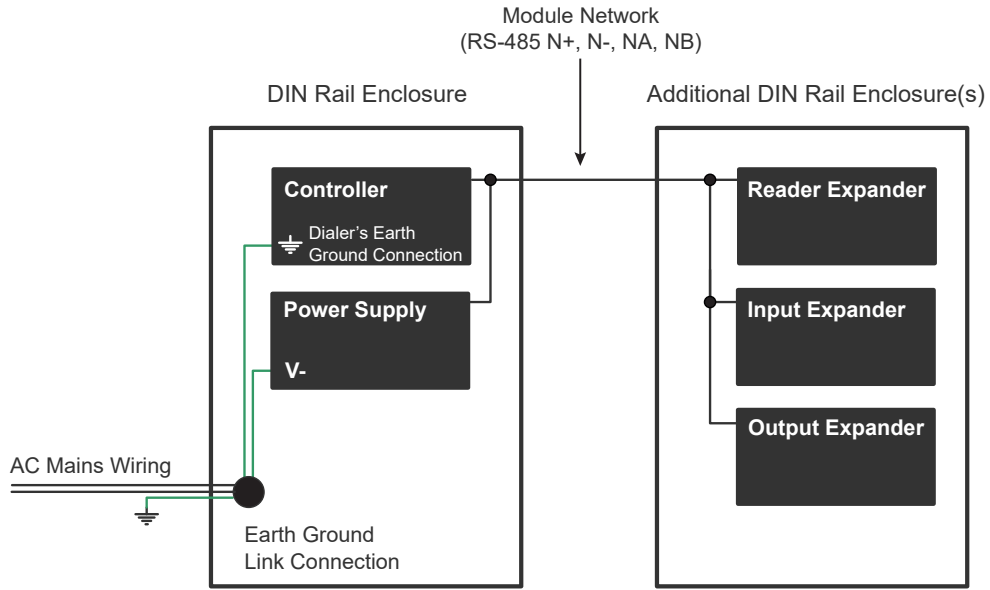 Module Network
(RS-485 N+, N-, NA, NB)
DIN Rail Enclosure
Additional DIN Rail Enclosure(s)
Controller
Dialer's Earth
Ground Connection
Power Supply
V-
Reader Expander
Input Expander
Output Expander
AC Mains Wiring
Earth Ground
Link Connection